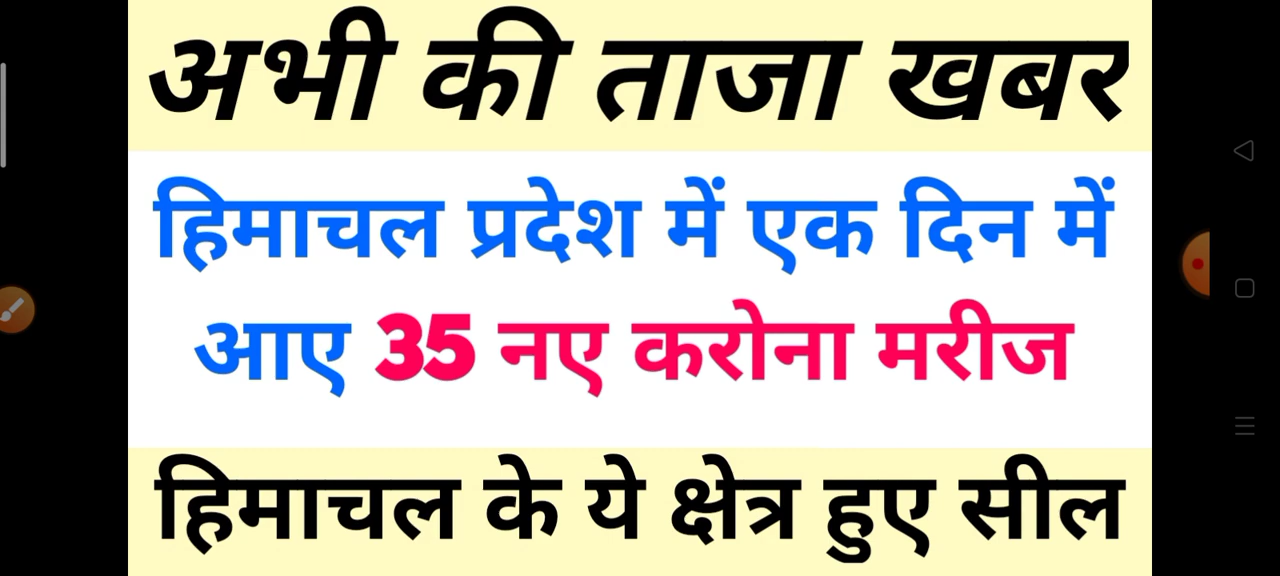 अभी की ताजा खबर
हिमाचल प्रदेश में एक दिन में
आए 35 नए करोना मरीज
हिमाचल के ये क्षेत्र हुए सील